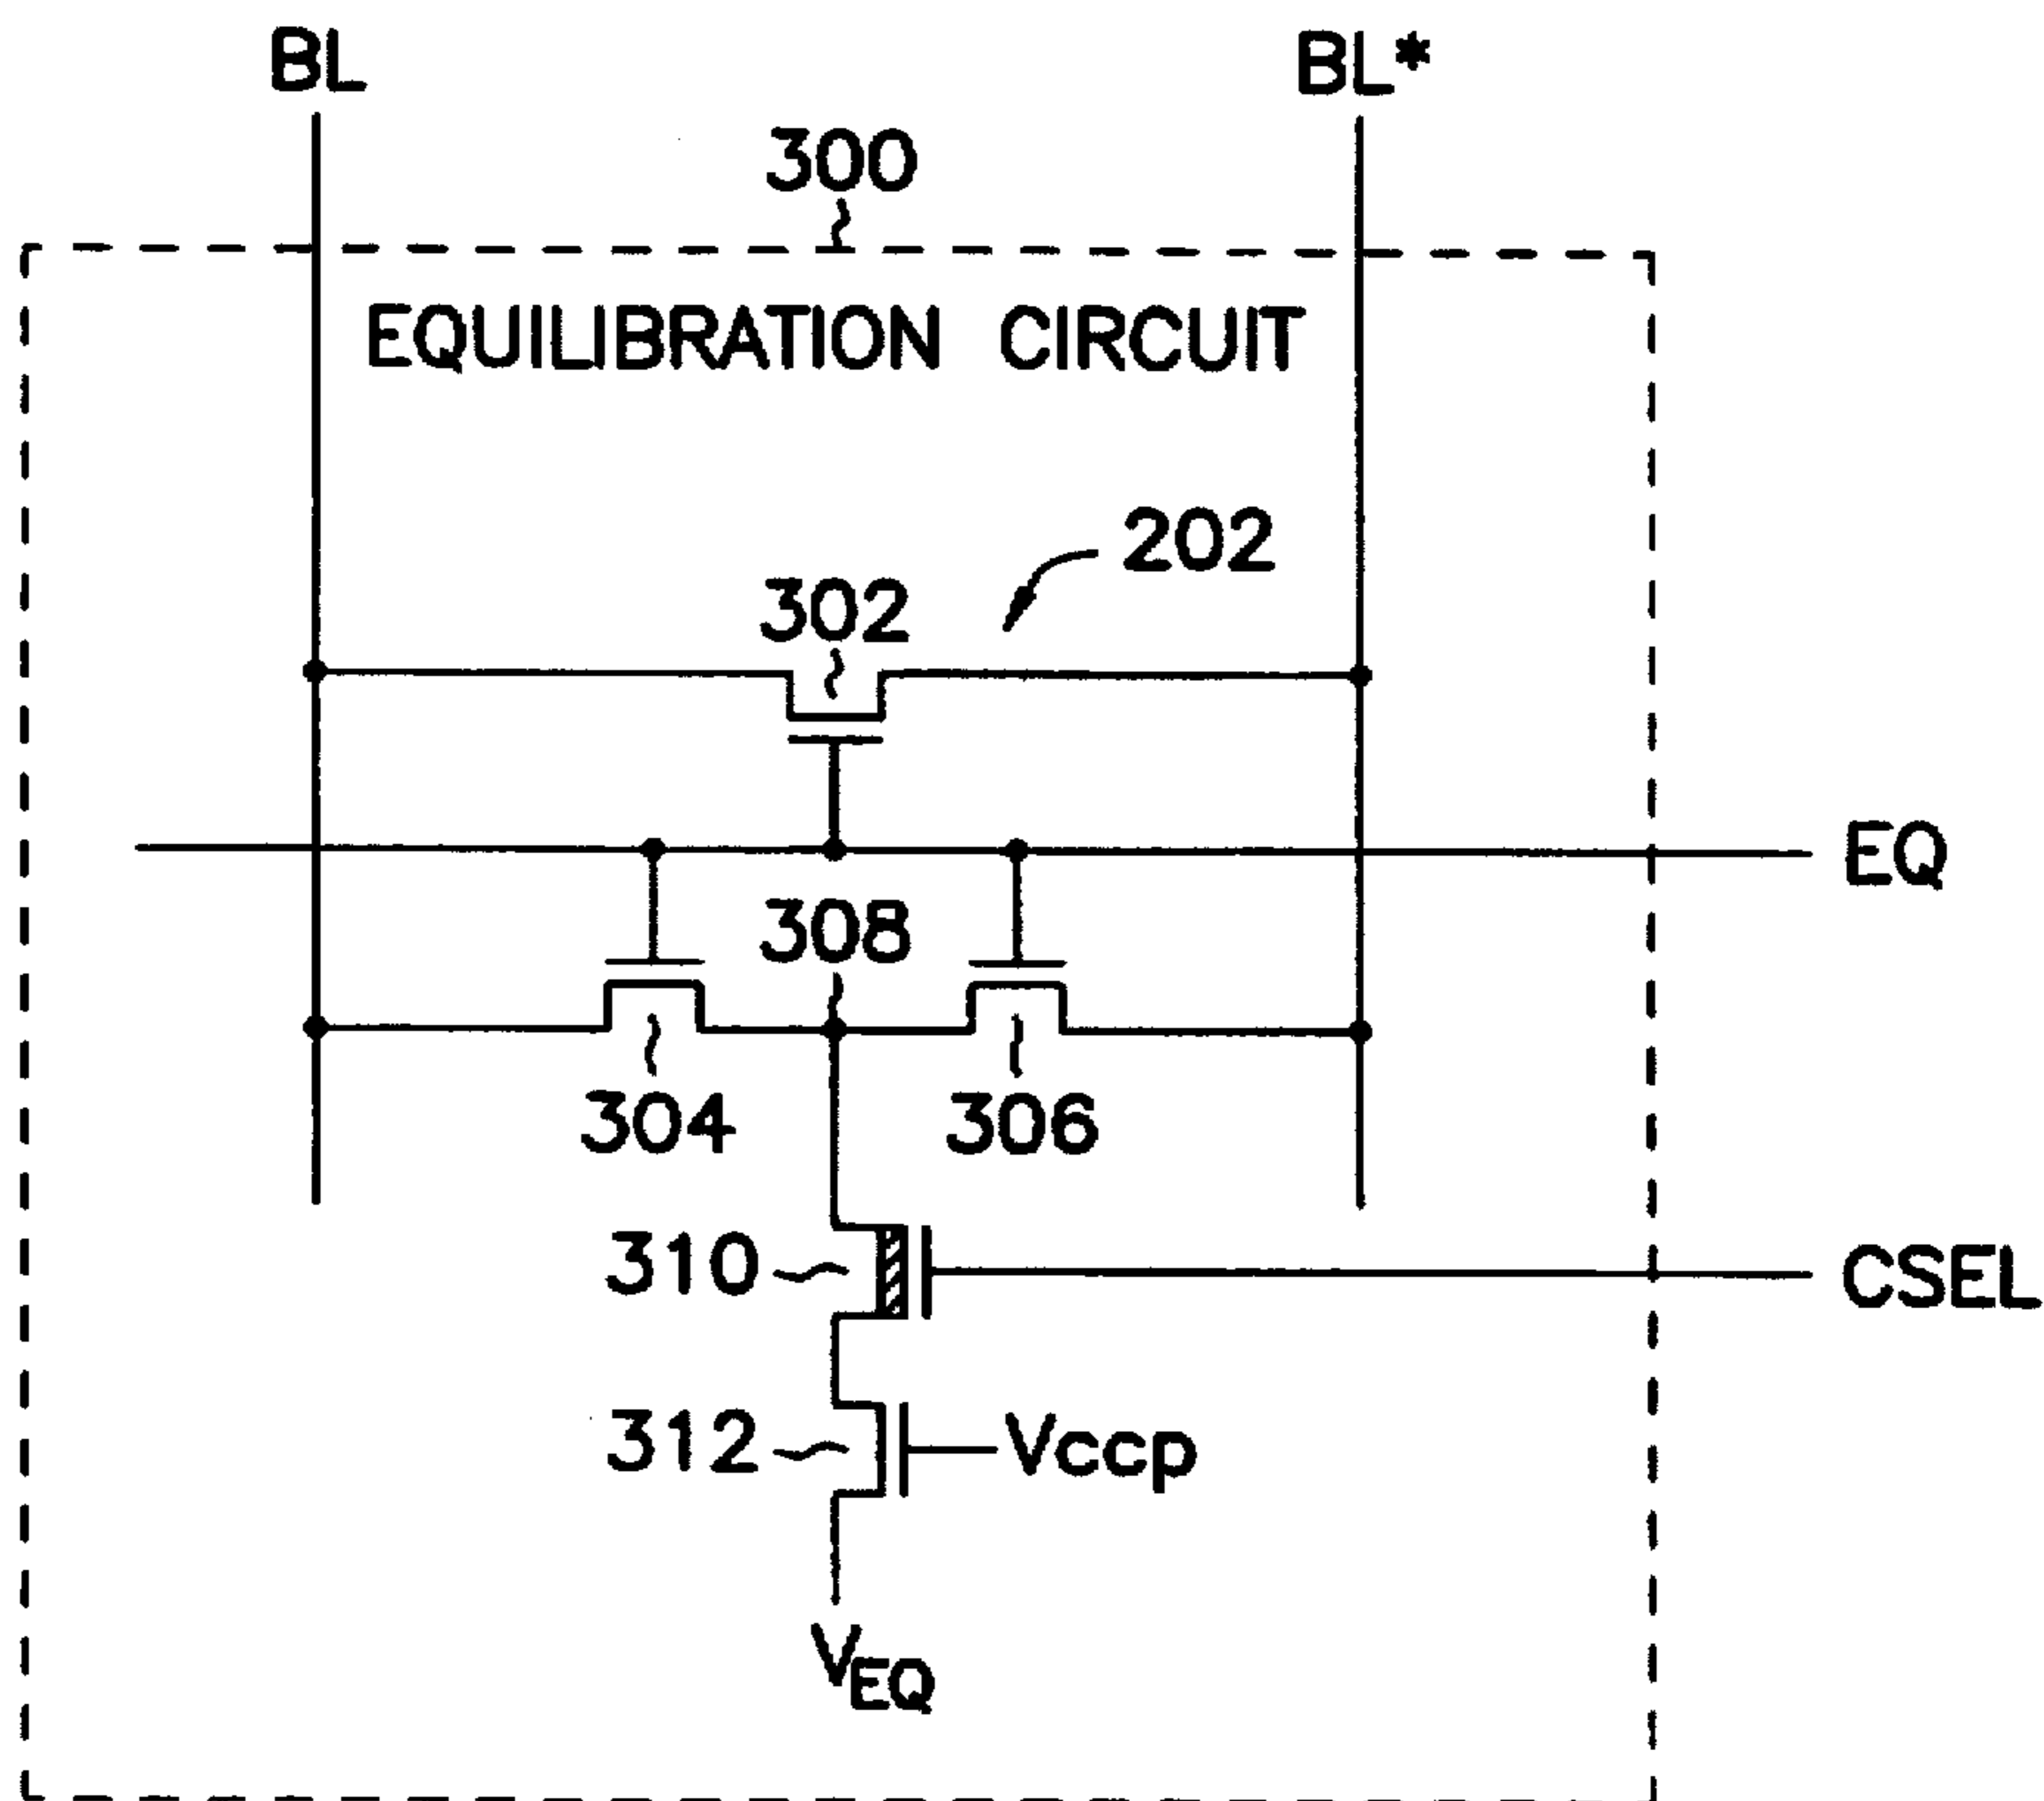 BL
BL*
300
EQUILIBRATION CIRCUIT
202
302
EQ
308
304
306
310
CSEL
312
Vccp
VEQ